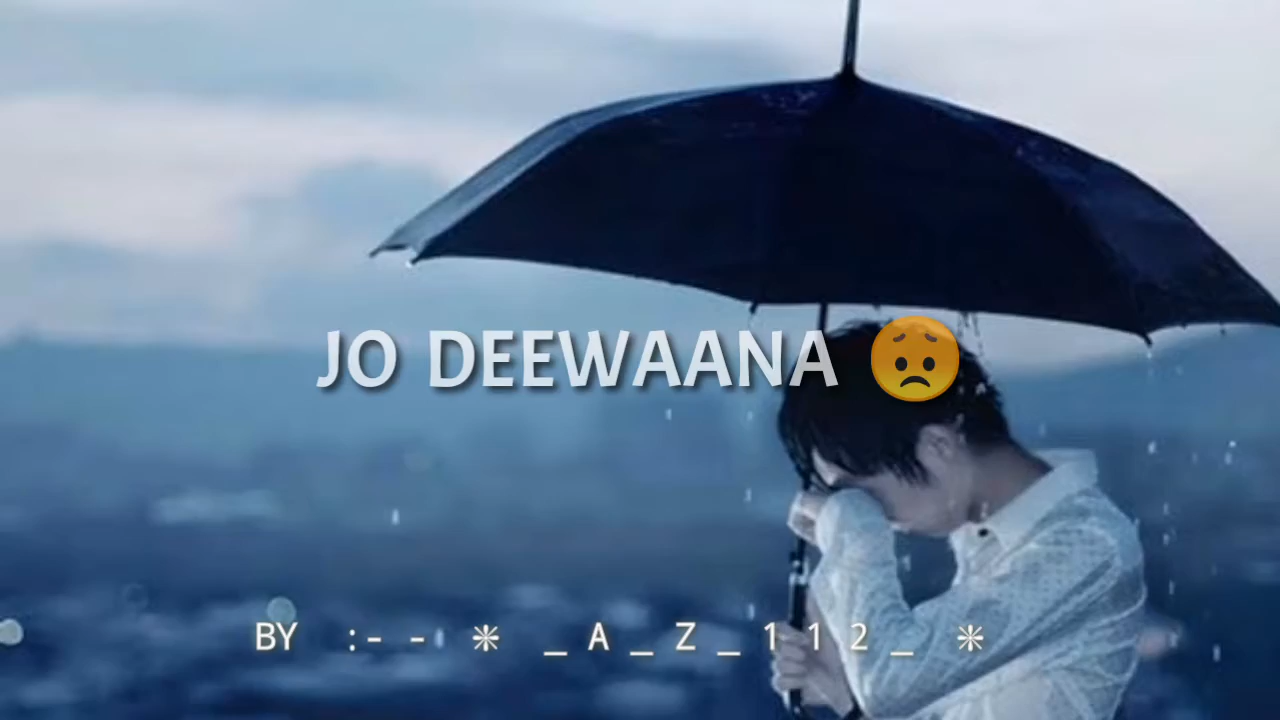 JO DEEWAANA 😞
BY :- - ❊ _ A _ Z _ 1 1 2 _ ❊